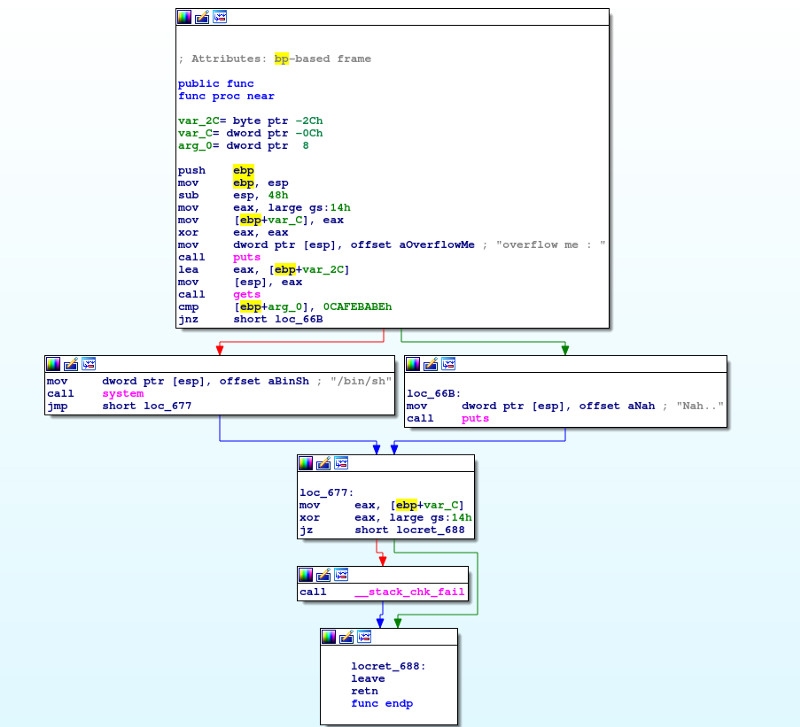 ; Attributes: bp-based frame
public func
func proc near
var_2C= byte ptr -2Ch
var_C= dword ptr -0Ch
arg_0= dword ptr  8
push    ebp
mov     ebp, esp
sub     esp, 48h
mov     eax, large gs:14h
mov     [ebp+var_C], eax
xor     eax, eax
mov     dword ptr [esp], offset aOverflowMe ; "overflow me : "
call    puts
lea     eax, [ebp+var_2C]
mov     [esp], eax
call    gets
cmp     [ebp+arg_0], 0CAFEBABEh
jnz     short loc_66B
mov     dword ptr [esp], offset aBinSh ; "/bin/sh"
call    system
jmp     short loc_677
loc_66B:
mov     dword ptr [esp], offset aNah ; "Nah.."
call    puts
loc_677:
mov     eax, [ebp+var_C]
xor     eax, large gs:14h
jz      short locret_688
call    __stack_chk_fail
locret_688:
leave
retn
func endp